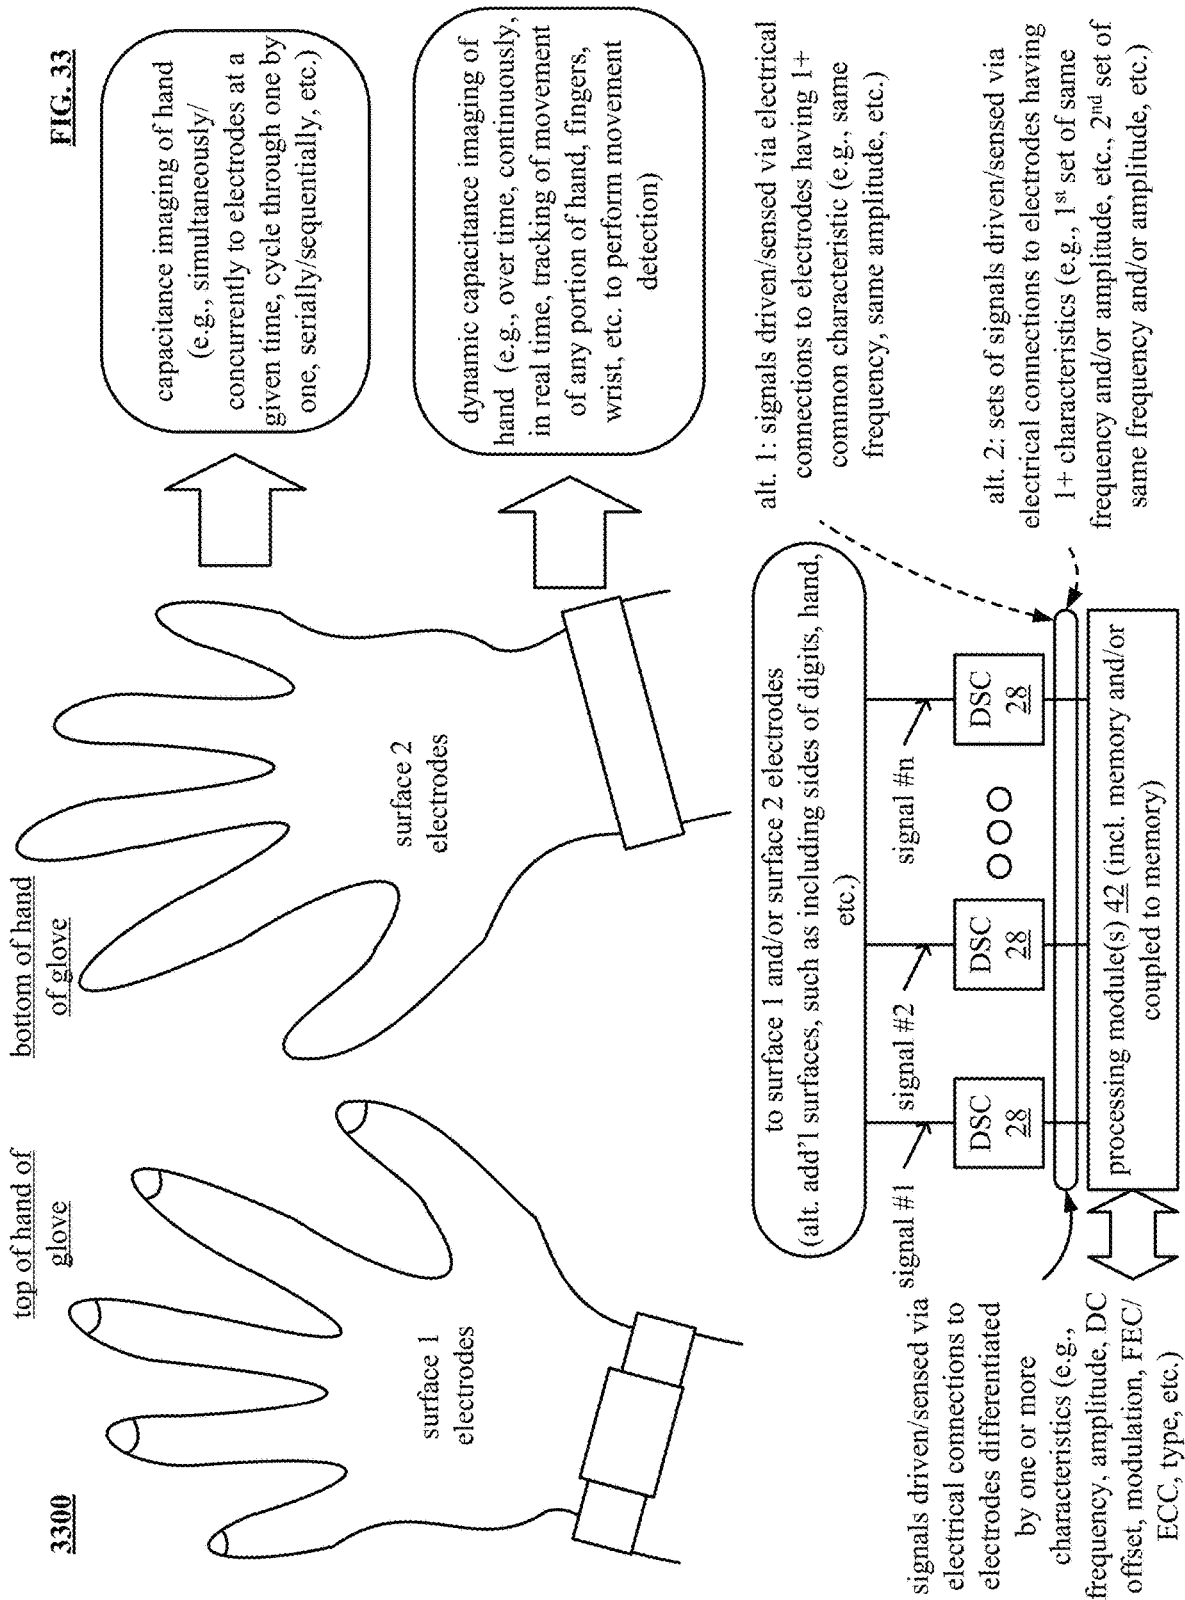 FIG. 33
3300
top of hand of
glove
bottom of hand
of glove
surface 1
electrodes
surface 2
electrodes
capacitance imaging of hand
(e.g., simultaneously/
concurrently to electrodes at a
given time, cycle through one by
one, serially/sequentially, etc.)
dynamic capacitance imaging of
hand (e.g., over time, continuously,
in real time, tracking of movement
of any portion of hand, fingers,
wrist, etc. to perform movement
detection)
to surface 1 and/or surface 2 electrodes
(alt. add'l surfaces, such as including sides of digits, hand,
etc.)
signal #1
signal #2
signal #n
DSC
28
DSC
28
DSC
28
processing module(s) 42 (incl. memory and/or
coupled to memory)
signals driven/sensed via
electrical connections to
electrodes differentiated
by one or more
characteristics (e.g.,
frequency, amplitude, DC
offset, modulation, FEC/
ECC, type, etc.)
alt. 1: signals driven/sensed via electrical
connections to electrodes having 1+
common characteristic (e.g., same
frequency, same amplitude, etc.)
alt. 2: sets of signals driven/sensed via
electrical connections to electrodes having
1+ characteristics (e.g., 1st set of same
frequency and/or amplitude, etc., 2nd set of
same frequency and/or amplitude, etc.)